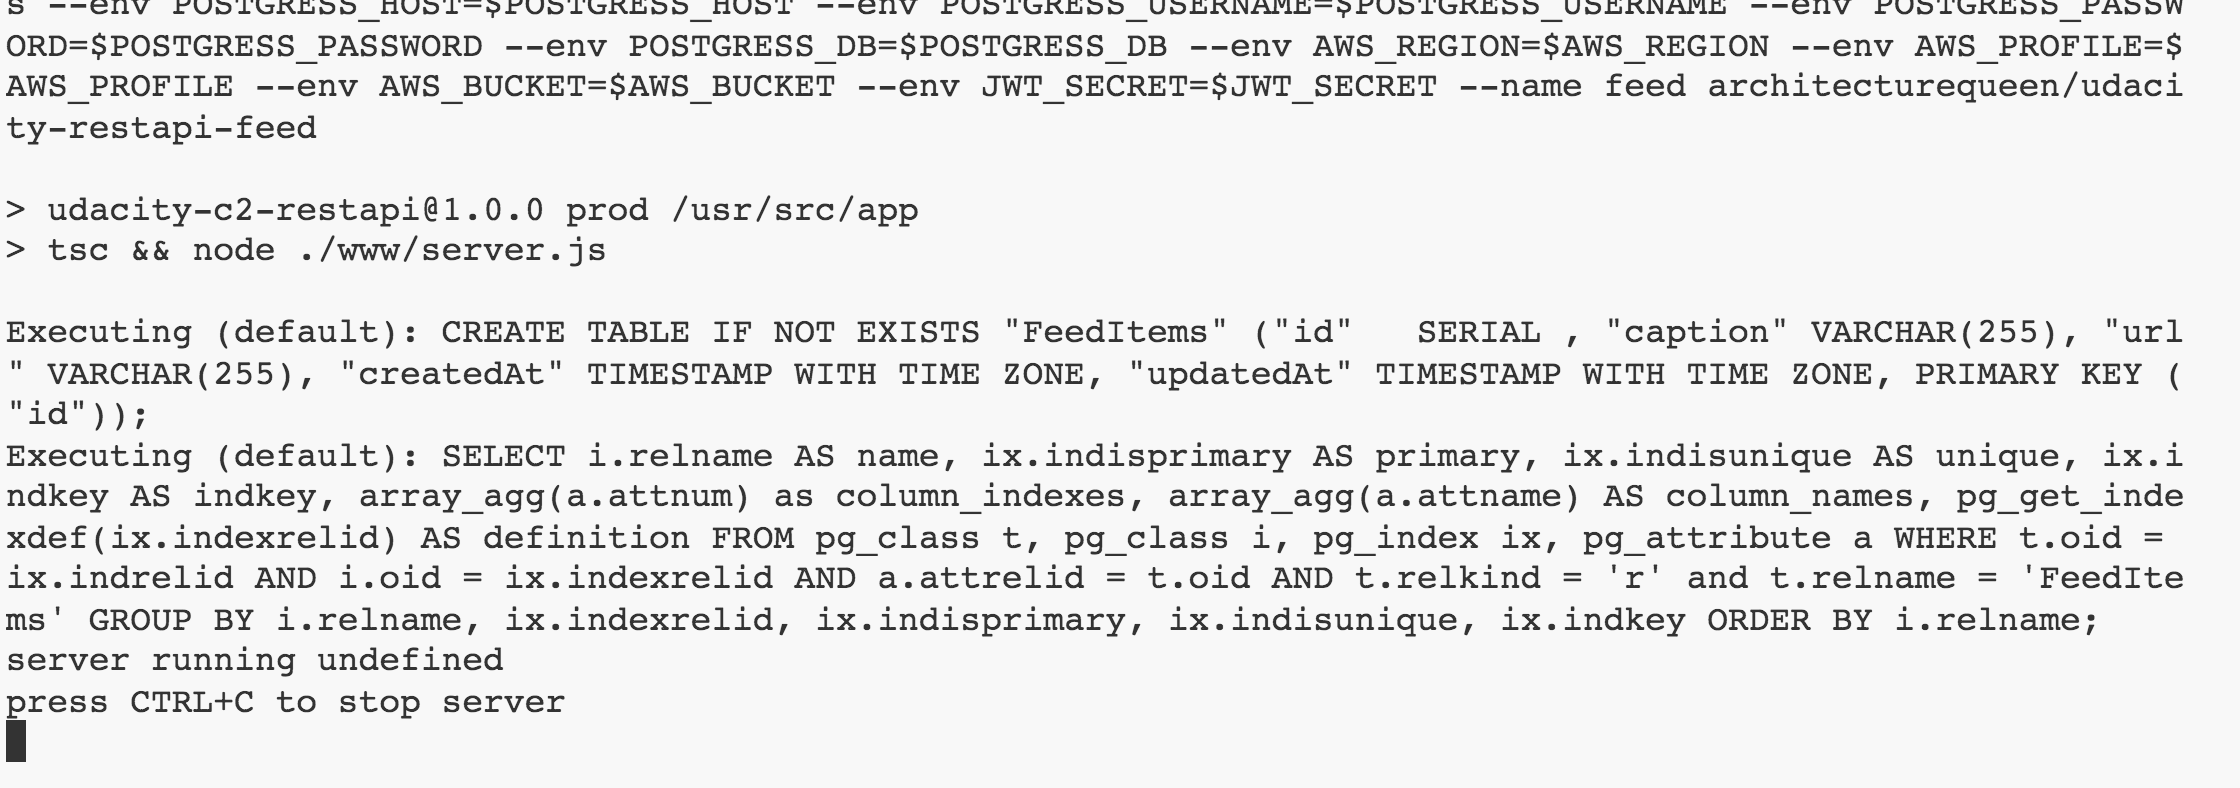 s --env POSTGRESS_HOST=$POSTGRESS_HOST --env POSTGRESS_USERNAME=$POSTGRESS_USERNAME --env POSTGRESS_PASSW
ORD=$POSTGRESS_PASSWORD --env POSTGRESS_DB=$POSTGRESS_DB --env AWS_REGION=$AWS_REGION --env AWS_PROFILE=$
AWS_PROFILE --env AWS_BUCKET=$AWS_BUCKET --env JWT_SECRET=$JWT_SECRET --name feed architecturequeen/udaci
ty-restapi-feed
> udacity-c2-restapi@1.0.0 prod /usr/src/app
> tsc && node ./www/server.js
Executing (default): CREATE TABLE IF NOT EXISTS "FeedItems" ("id"   SERIAL , "caption" VARCHAR(255), "url
" VARCHAR(255), "createdAt" TIMESTAMP WITH TIME ZONE, "updatedAt" TIMESTAMP WITH TIME ZONE, PRIMARY KEY (
"id"));
Executing (default): SELECT i.relname AS name, ix.indisprimary AS primary, ix.indisunique AS unique, ix.i
ndkey AS indkey, array_agg(a.attnum) as column_indexes, array_agg(a.attname) AS column_names, pg_get_inde
xdef(ix.indexrelid) AS definition FROM pg_class t, pg_class i, pg_index ix, pg_attribute a WHERE t.oid =
ix.indrelid AND i.oid = ix.indexrelid AND a.attrelid = t.oid AND t.relkind = 'r' and t.relname = 'FeedIte
ms' GROUP BY i.relname, ix.indexrelid, ix.indisprimary, ix.indisunique, ix.indkey ORDER BY i.relname;
server running undefined
press CTRL+C to stop server